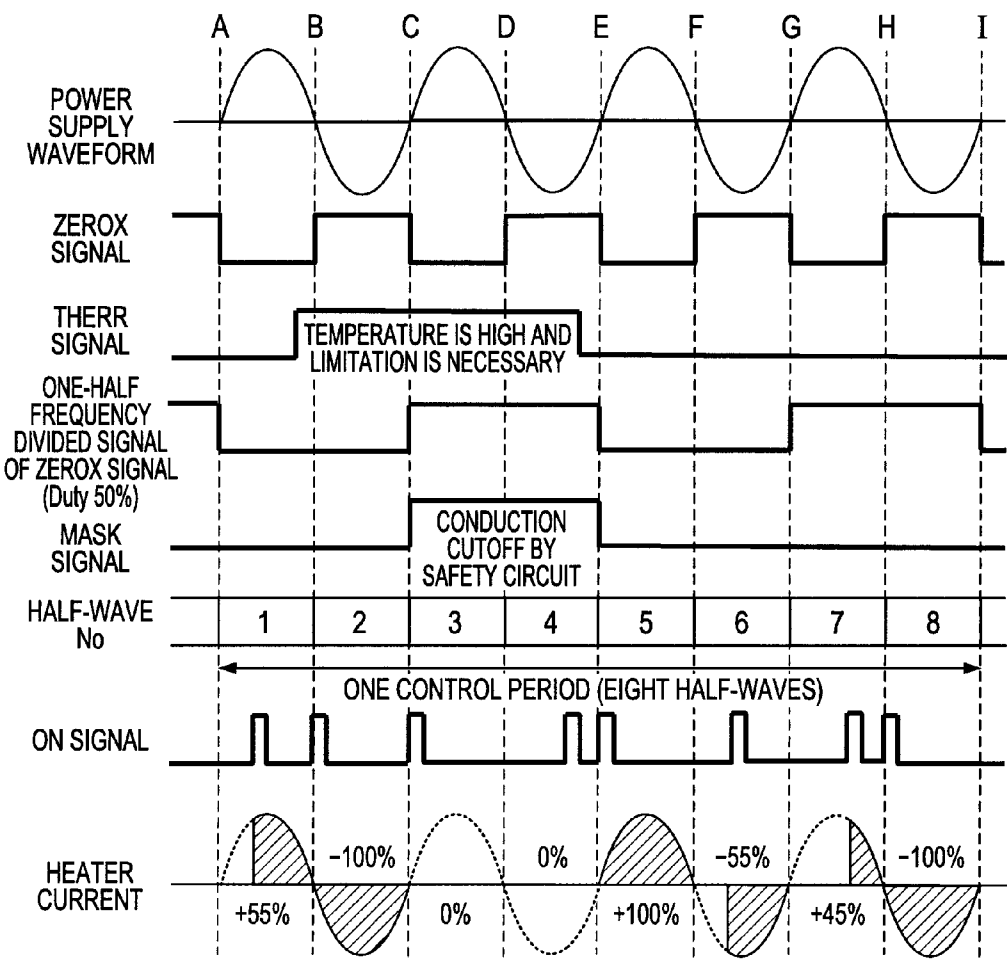 A B C D E F G H I
POWER
SUPPLY
WAVEFORM
ZEROX
SIGNAL
THERR
SIGNAL
TEMPERATURE IS HIGH AND
LIMITATION IS NECESSARY
ONE-HALF
FREQUENCY
DIVIDED SIGNAL
OF ZEROX SIGNAL
(Duty 50%)
MASK
SIGNAL
CONDUCTION
CUTOFF BY
SAFETY CIRCUIT
HALF-WAVE
No
1 2 3 4 5 6 7 8
ONE CONTROL PERIOD (EIGHT HALF-WAVES)
ON SIGNAL
HEATER
CURRENT
−100% 0% −55% −100%
+55% 0% +100% +45%